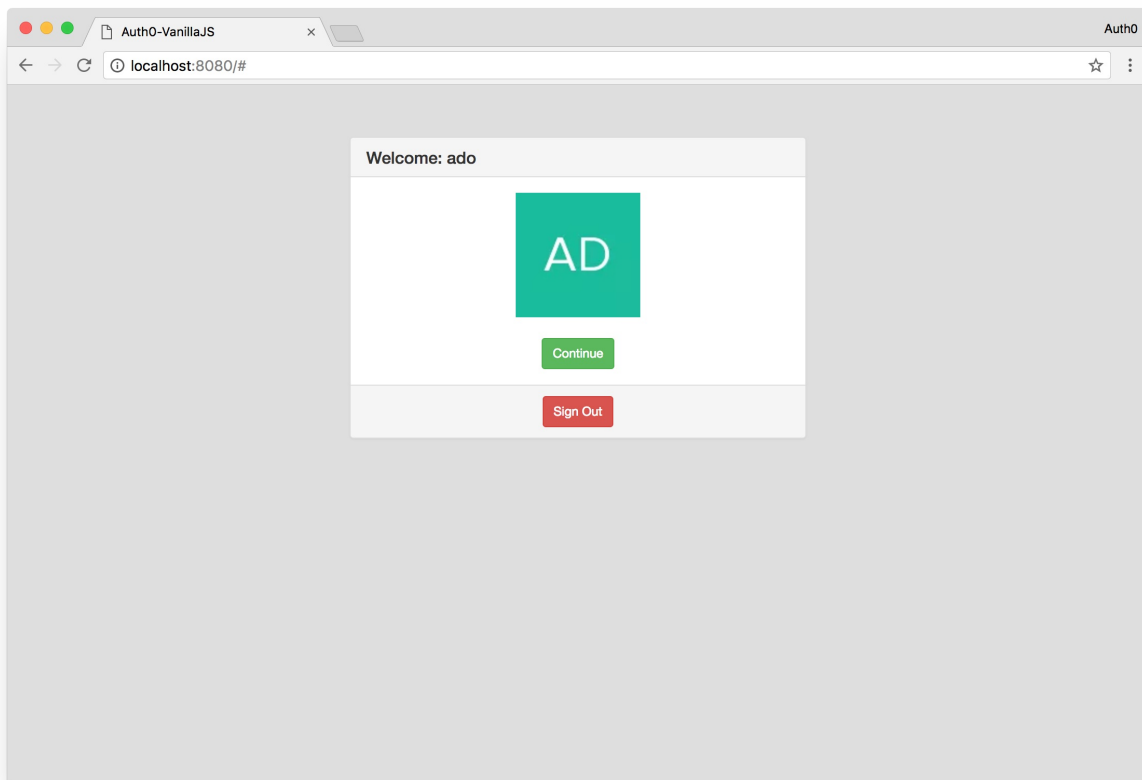 Auth0-VanillaJS
Auth0
localhost:8080/#
Welcome: ado
AD
Continue
Sign Out